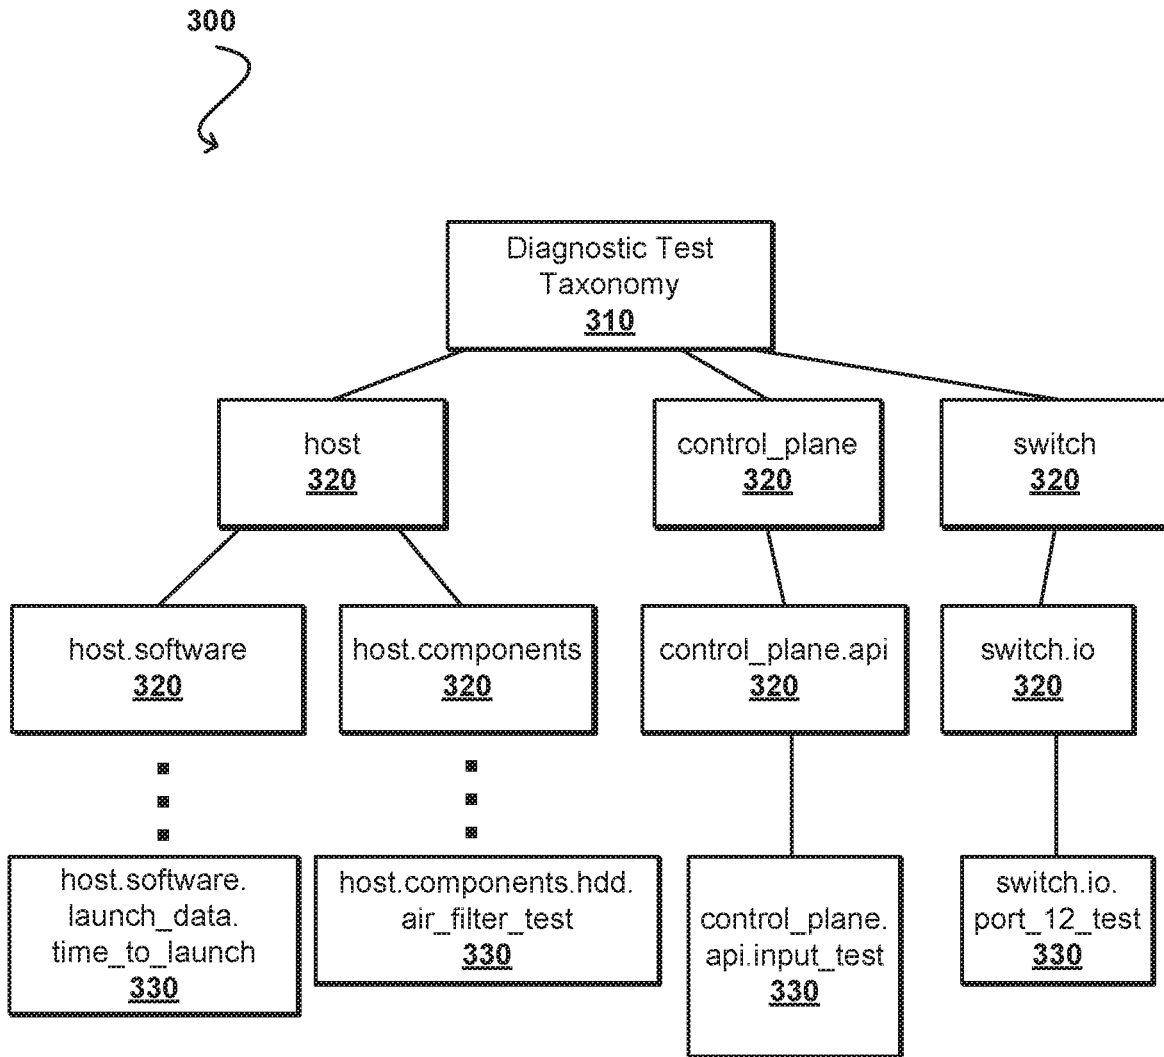 300
Diagnostic Test
Taxonomy
310
host
320
control_plane
320
switch
320
host.software
320
host.components
320
control_plane.api
320
switch.io
320
host.software.
launch_data.
time_to_launch
330
host.components.hdd.
air_filter_test
330
control_plane.
api.input_test
330
switch.io.
port_12_test
330